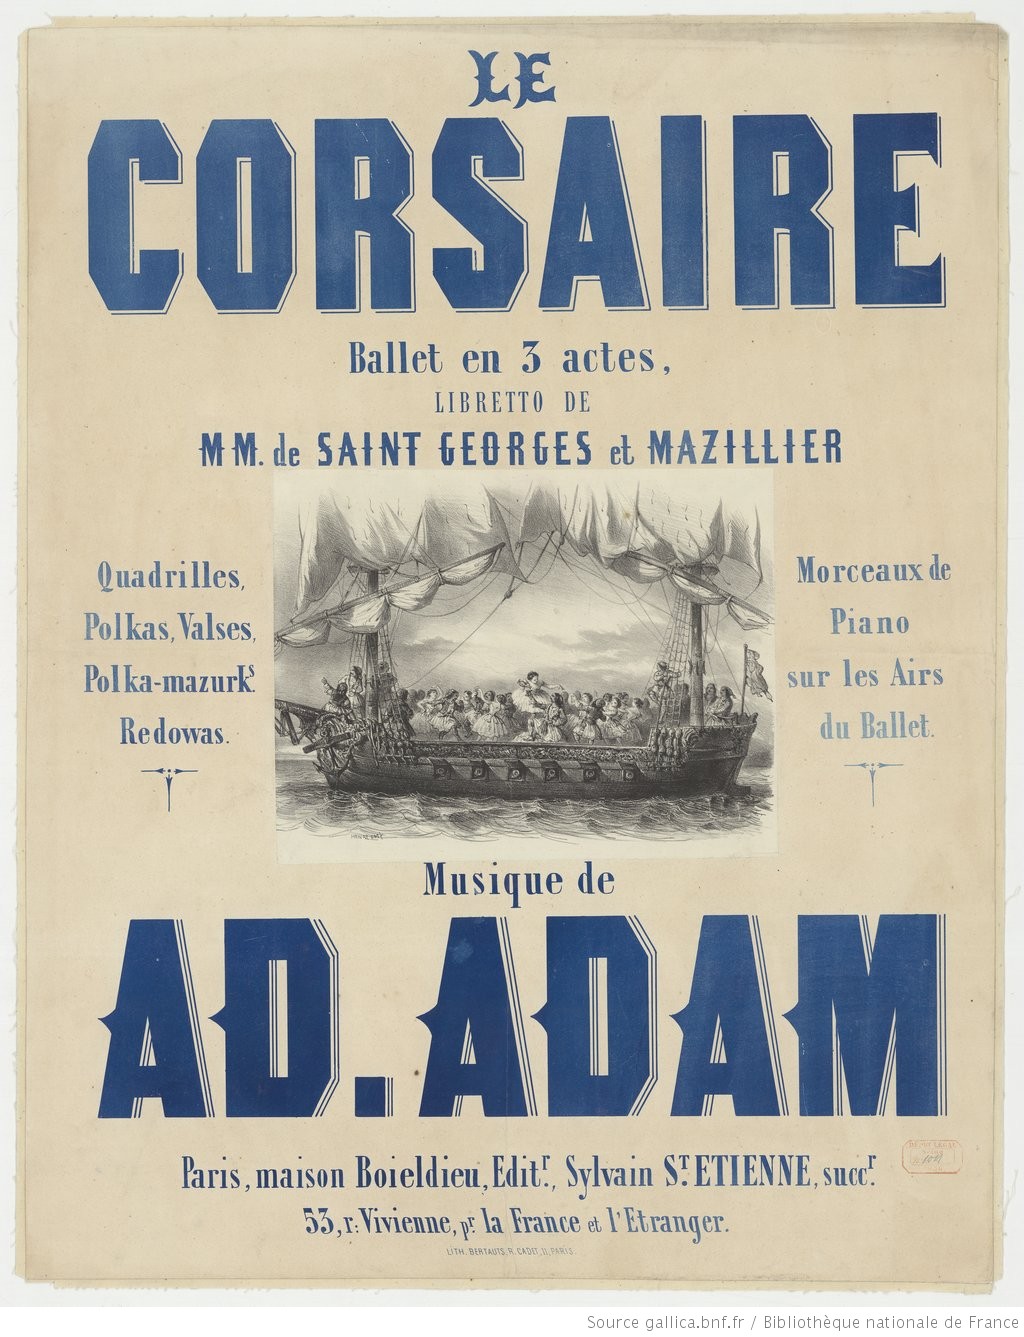 LE
CORSAIRE
Ballet en 3 actes,
LIBRETTO DE
MM. de SAINT GEORGES et MAZILLIER
Quadrilles,
Polkas, Valses,
Polka-mazurks.
Redowas.
Morceaux de
Piano
sur les Airs
du Ballet.
Musique de
AD. ADAM
Paris, maison Boieldieu, Editr., Sylvain ST. ETIENNE, succr.
53, r: Vivienne, pr. la France et l'Etranger.
LITH. BERTAUTS, R. CADET, 11, PARIS.
Source gallica.bnf.fr / Bibliothèque nationale de France